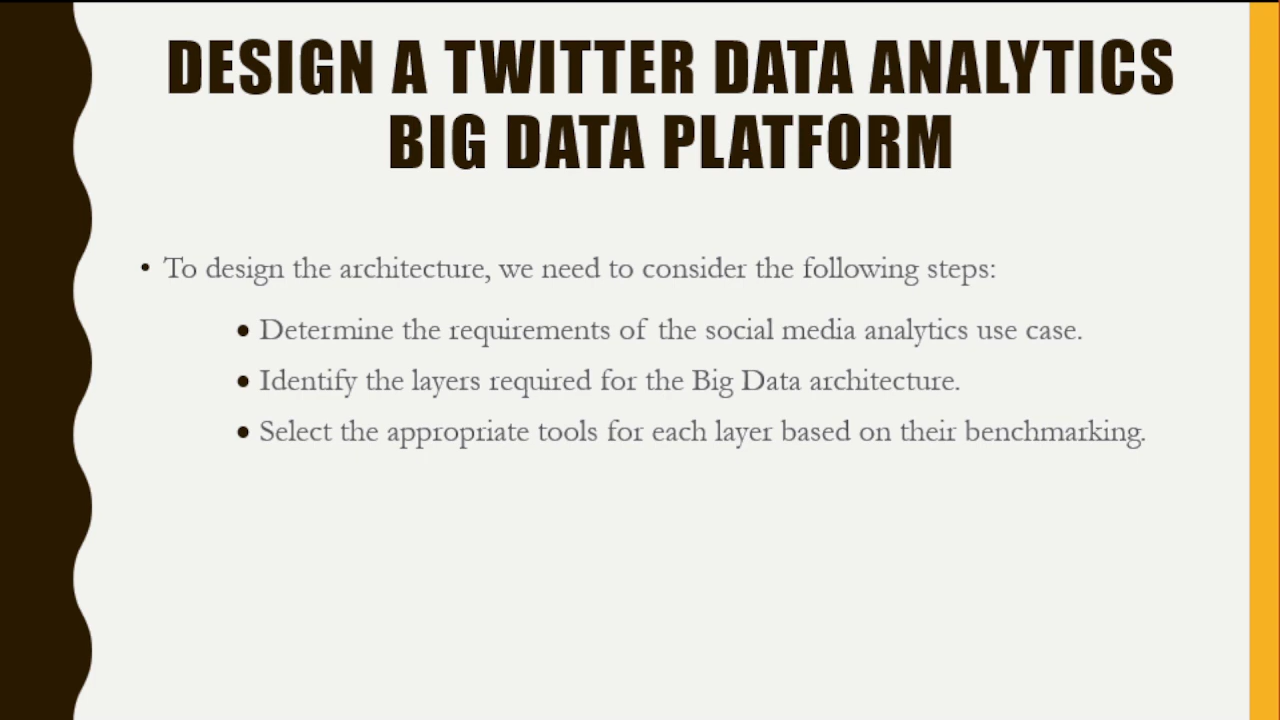 DESIGN A TWITTER DATA ANALYTICS
BIG DATA PLATFORM
• To design the architecture, we need to consider the following steps:
• Determine the requirements of the social media analytics use case.
• Identify the layers required for the Big Data architecture.
• Select the appropriate tools for each layer based on their benchmarking.